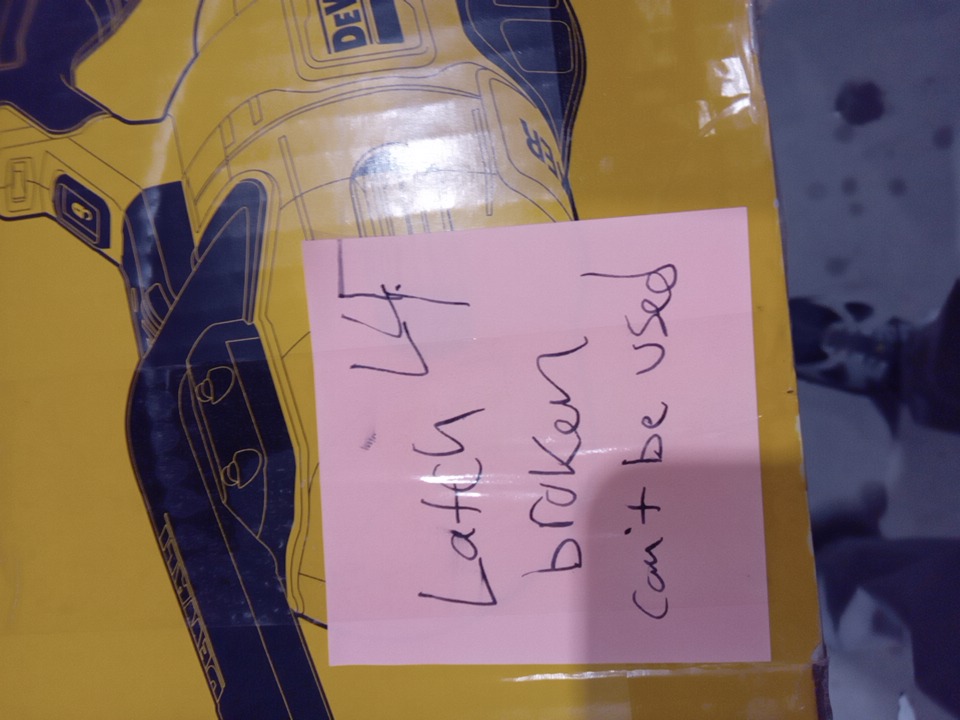 L4
Latch
broken
can't be used